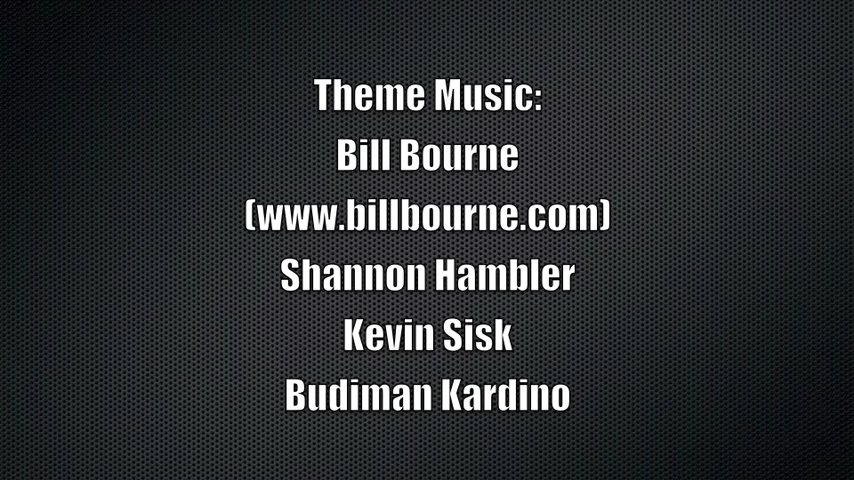 Theme Music:
Bill Bourne
(www.billbourne.com)
Shannon Hambler
Kevin Sisk
Budiman Kardino